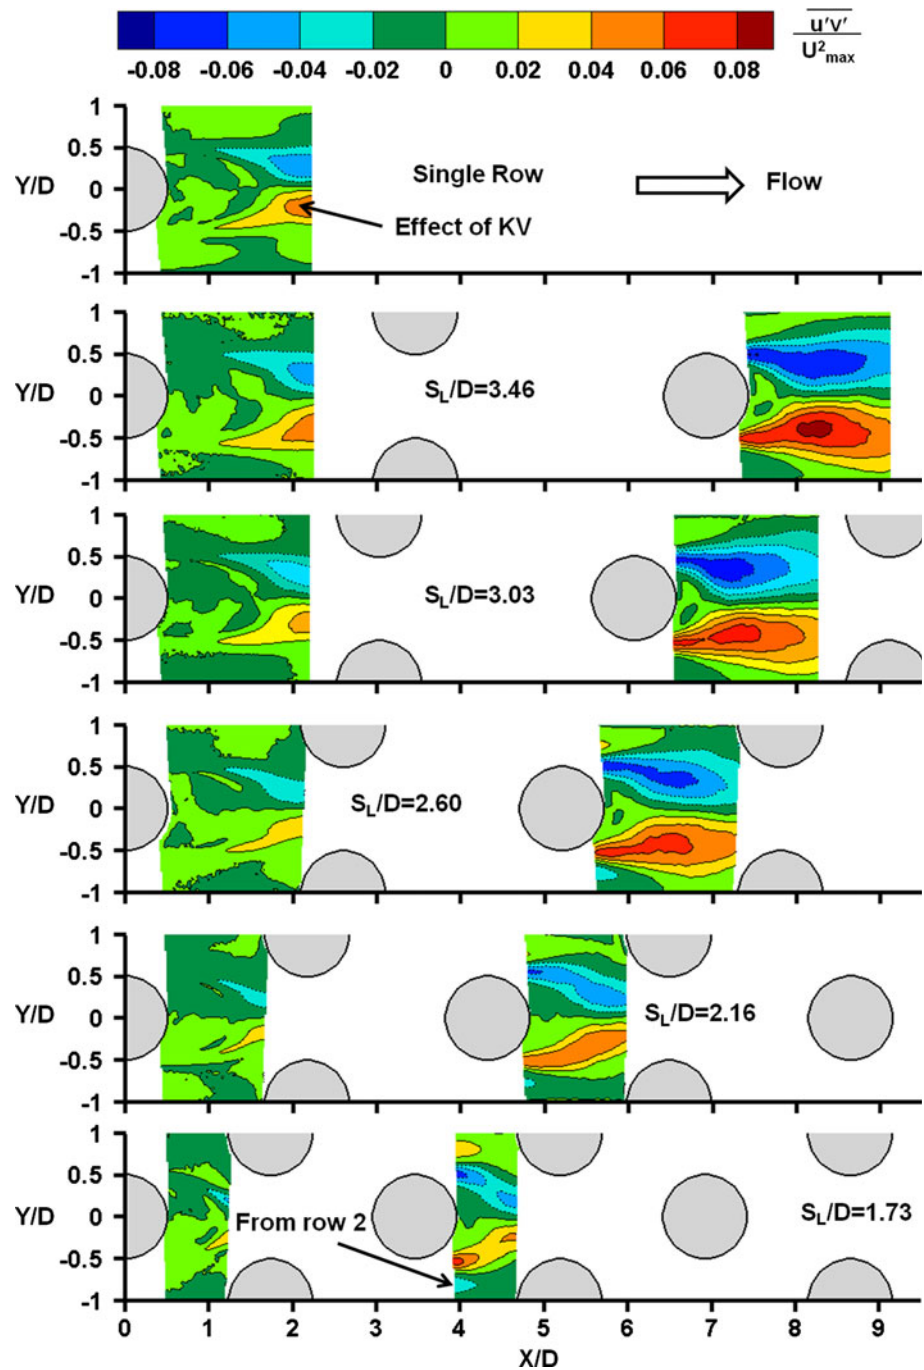 u'v'
U²max
-0.08 -0.06 -0.04 -0.02 0 0.02 0.04 0.06 0.08
1
0.5
Y/D 0
-0.5
-1
Single Row
Flow
Effect of KV
1
0.5
Y/D 0
-0.5
-1
SL/D=3.46
1
0.5
Y/D 0
-0.5
-1
SL/D=3.03
1
0.5
Y/D 0
-0.5
-1
SL/D=2.60
1
0.5
Y/D 0
-0.5
-1
SL/D=2.16
1
0.5
Y/D 0
-0.5
-1
From row 2
SL/D=1.73
0 1 2 3 4 5 6 7 8 9
X/D